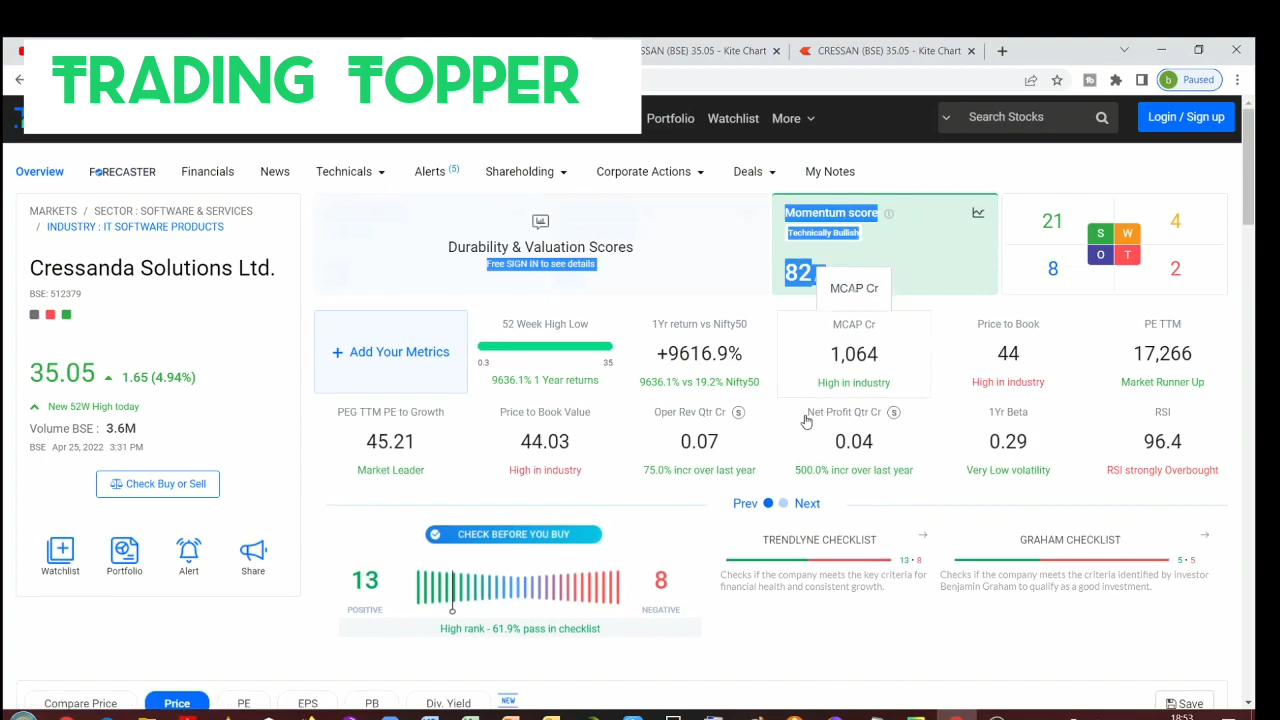 TRADING TOPPER
SSAN (BSE) 35.05 - Kite Chart
CRESSAN (BSE) 35.05 - Kite Chart
b Paused
Portfolio
Watchlist
More
Search Stocks
Login / Sign up
Overview
FORECASTER
Financials
News
Technicals
Alerts (5)
Shareholding
Corporate Actions
Deals
My Notes
MARKETS / SECTOR : SOFTWARE & SERVICES
/ INDUSTRY : IT SOFTWARE PRODUCTS
Cressanda Solutions Ltd.
BSE: 512379
35.05 1.65 (4.94%)
New 52W High today
Volume BSE : 3.6M
BSE Apr 25, 2022 3:31 PM
Check Buy or Sell
Watchlist
Portfolio
Alert
Share
Durability & Valuation Scores
Free SIGN IN to see details
Momentum score
Technically Bullish
82
MCAP Cr
21
4
8
2
S W
O T
+ Add Your Metrics
52 Week High Low
0.3 35
9636.1% 1 Year returns
1Yr return vs Nifty50
+9616.9%
9636.1% vs 19.2% Nifty50
MCAP Cr
1,064
High in industry
Price to Book
44
High in industry
PE TTM
17,266
Market Runner Up
PEG TTM PE to Growth
45.21
Market Leader
Price to Book Value
44.03
High in industry
Oper Rev Qtr Cr S
0.07
75.0% incr over last year
Net Profit Qtr Cr S
0.04
500.0% incr over last year
1Yr Beta
0.29
Very Low volatility
RSI
96.4
RSI strongly Overbought
Prev
Next
CHECK BEFORE YOU BUY
13
POSITIVE
8
NEGATIVE
High rank - 61.9% pass in checklist
TRENDLYNE CHECKLIST
13 • 8
Checks if the company meets the key criteria for
financial health and consistent growth.
GRAHAM CHECKLIST
5 • 5
Checks if the company meets the criteria identified by investor
Benjamin Graham to qualify as a good investment.
Compare Price
Price
PE
EPS
PB
Div. Yield
NEW
Save
18:53